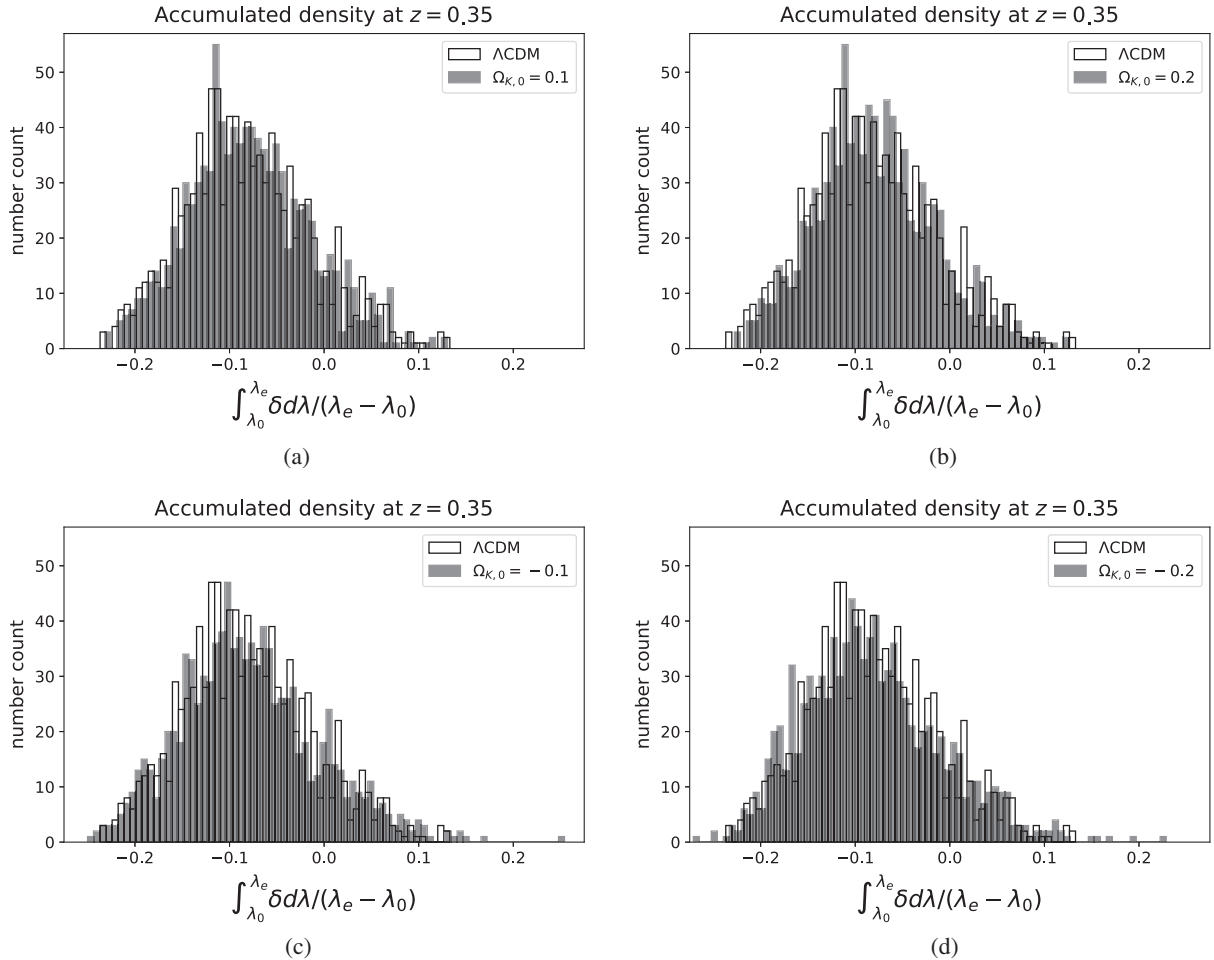 Accumulated density at z = 0.35
ΛCDM
Ω_{K, 0} = 0.1
number count
50
40
30
20
10
0
−0.2 −0.1 0.0 0.1 0.2
∫_{λ_0}^{λ_e} δdλ/(λ_e − λ_0)
(a)
Accumulated density at z = 0.35
ΛCDM
Ω_{K, 0} = 0.2
number count
50
40
30
20
10
0
−0.2 −0.1 0.0 0.1 0.2
∫_{λ_0}^{λ_e} δdλ/(λ_e − λ_0)
(b)
Accumulated density at z = 0.35
ΛCDM
Ω_{K, 0} = −0.1
number count
50
40
30
20
10
0
−0.2 −0.1 0.0 0.1 0.2
∫_{λ_0}^{λ_e} δdλ/(λ_e − λ_0)
(c)
Accumulated density at z = 0.35
ΛCDM
Ω_{K, 0} = −0.2
number count
50
40
30
20
10
0
−0.2 −0.1 0.0 0.1 0.2
∫_{λ_0}^{λ_e} δdλ/(λ_e − λ_0)
(d)